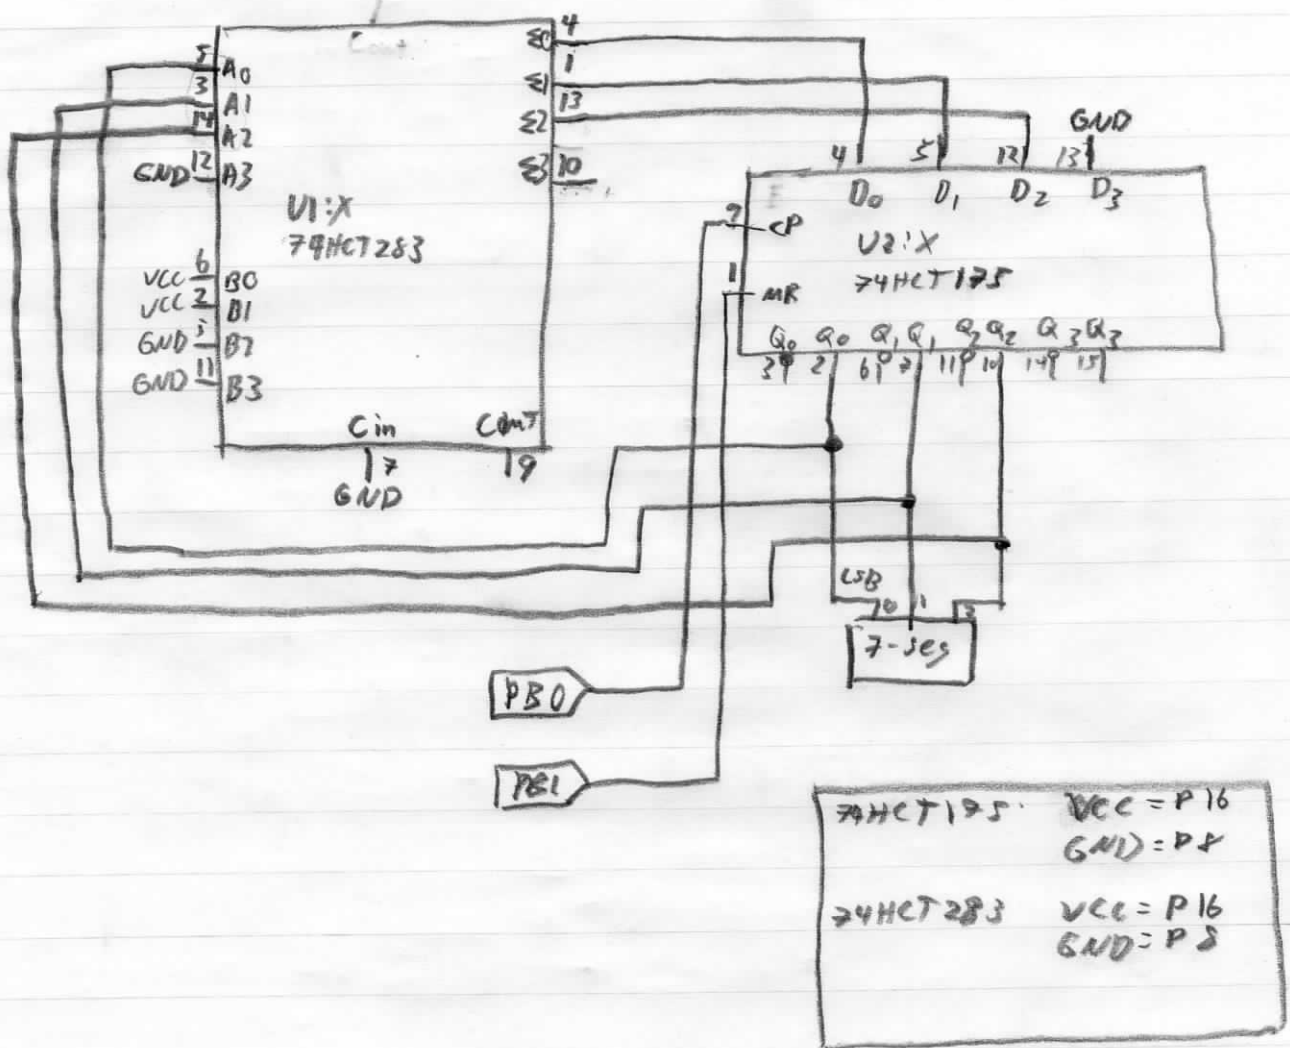 Cout
5 A0
3 A1
14 A2
GND 12 A3
VCC 6 B0
VCC 2 B1
GND B2
GND 11 B3
Σ0 4
Σ1 1
Σ2 13
Σ3 10
U1:X
74HCT283
Cin
7
GND
Cout
9
GND
4 5 12 13
D0 D1 D2 D3
9 CP
1 MR
U2:X
74HCT175
Q0 Q0 Q1 Q1 Q2 Q2 Q3 Q3
3 2 6 7 11 10 14 15
LSB
0 1 2
7-seg
PB0
PB1
74HCT175 VCC = P16
GND = P8
74HCT283 VCC = P16
GND = P8